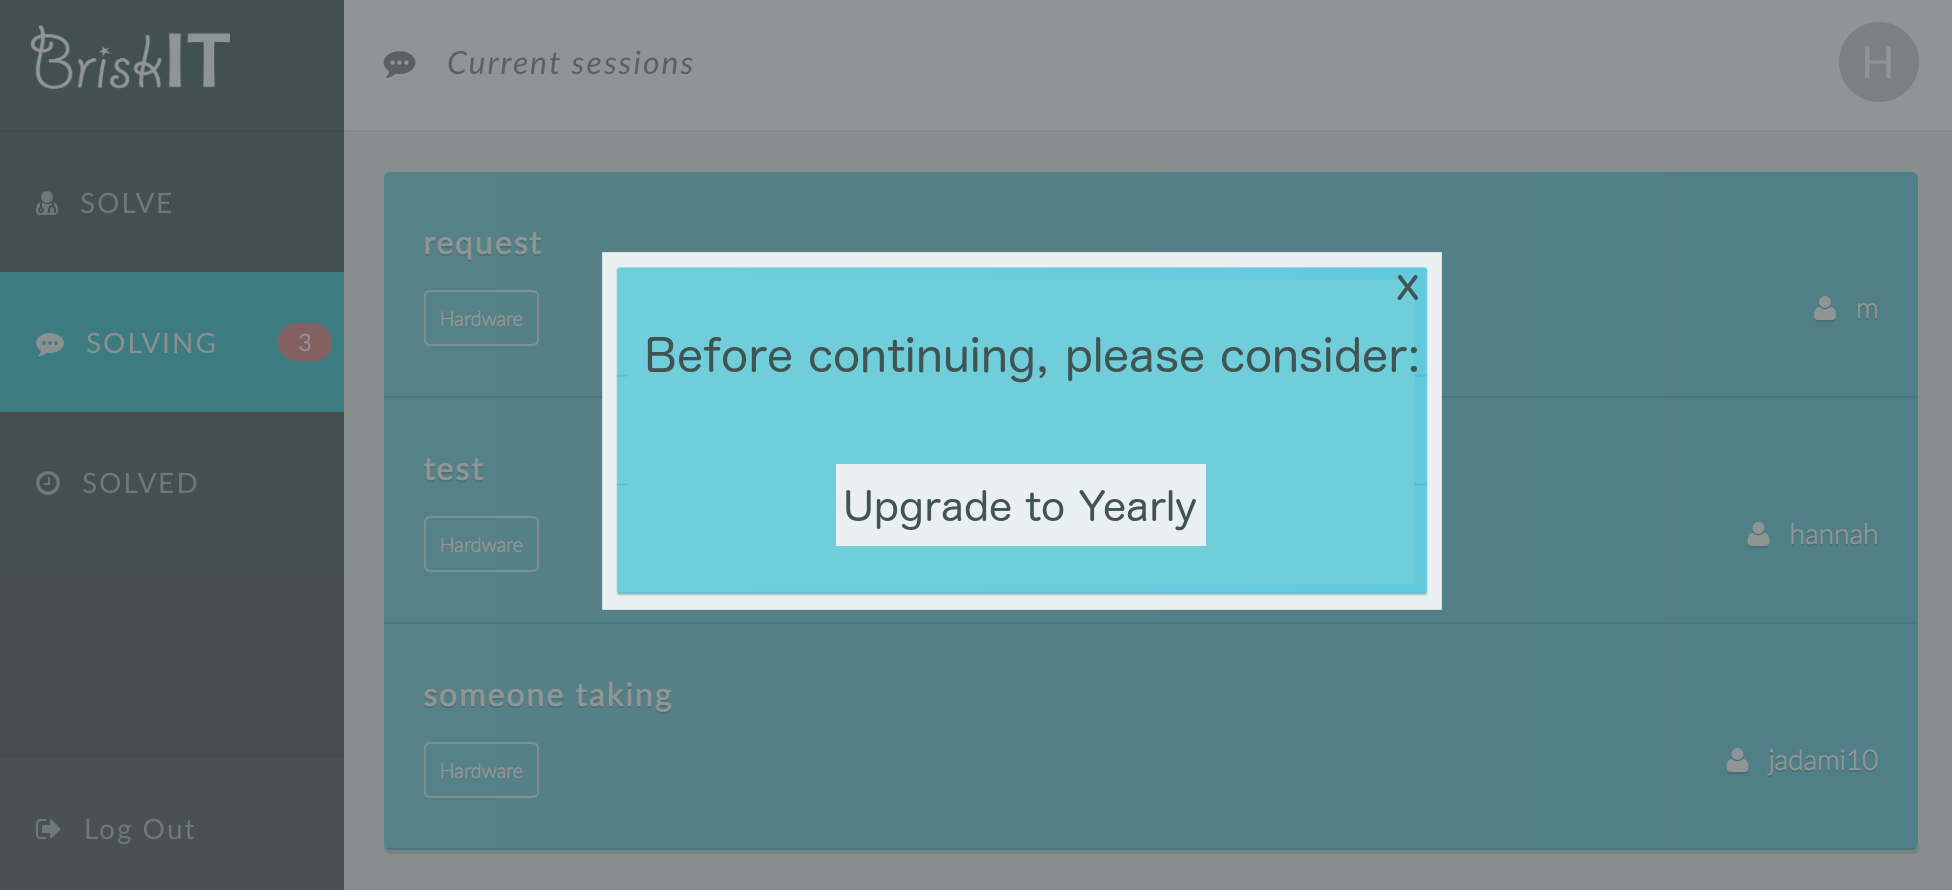 BriskIT
Current sessions
H
SOLVE
SOLVING 3
SOLVED
Log Out
request
Hardware
m
test
Hardware
hannah
someone taking
Hardware
jadami10
X
Before continuing, please consider:
Upgrade to Yearly